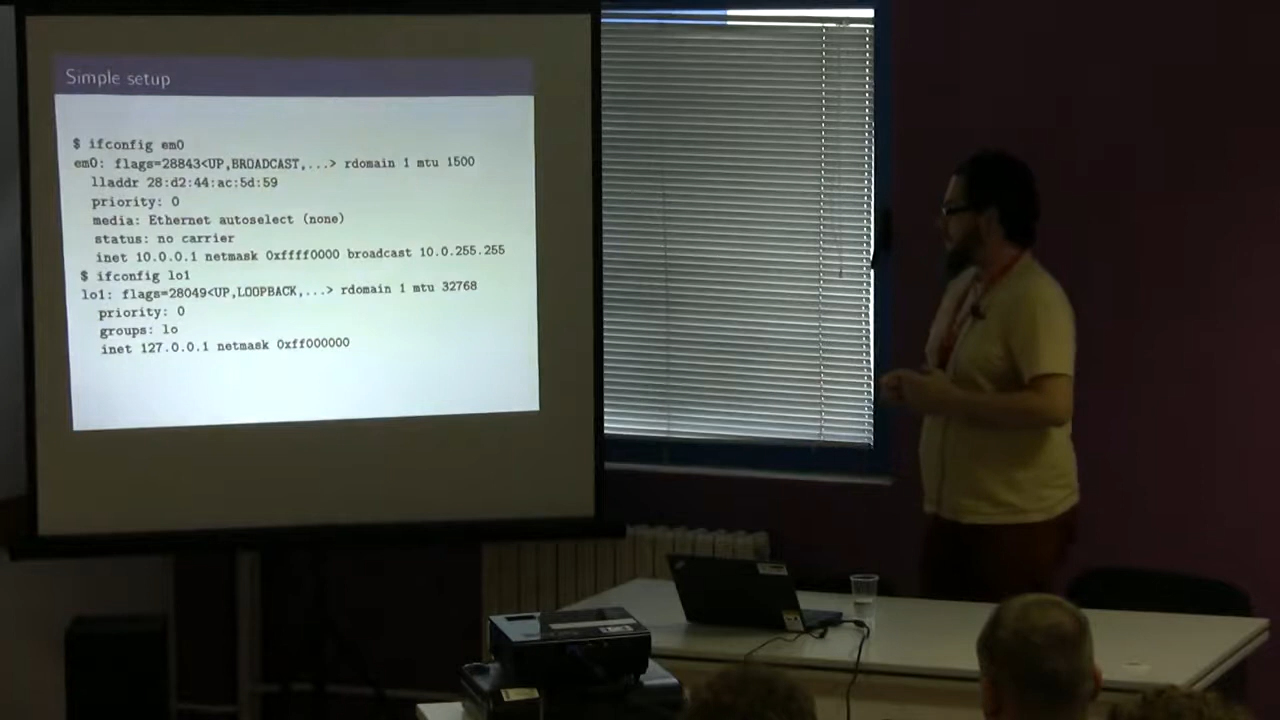 Simple setup
$ ifconfig em0
em0: flags=28843<UP,BROADCAST,...> rdomain 1 mtu 1500
lladdr 28:d2:44:ac:5d:59
priority: 0
media: Ethernet autoselect (none)
status: no carrier
inet 10.0.0.1 netmask 0xffff0000 broadcast 10.0.255.255
$ ifconfig lo1
lo1: flags=28049<UP,LOOPBACK,...> rdomain 1 mtu 32768
priority: 0
groups: lo
inet 127.0.0.1 netmask 0xff000000